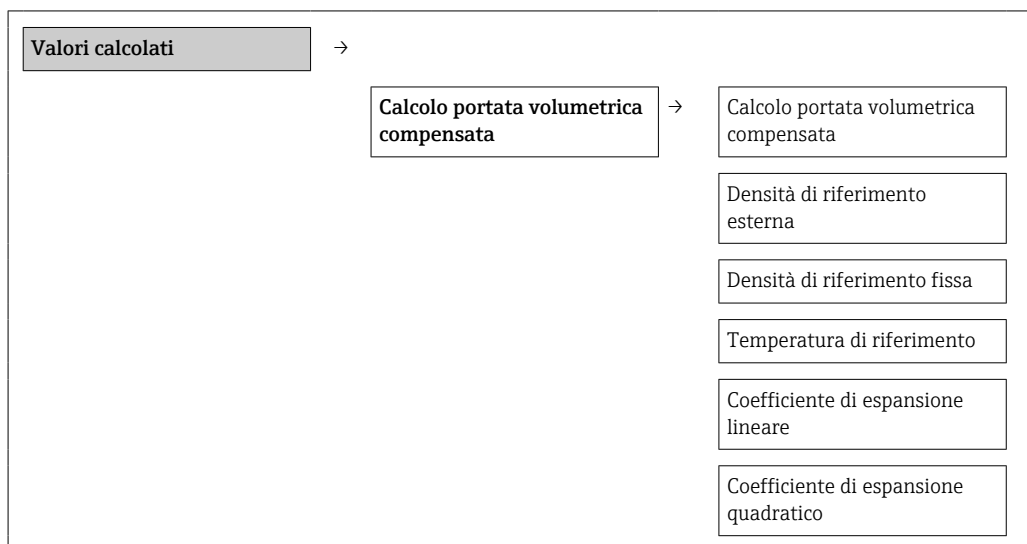 Valori calcolati →
Calcolo portata volumetrica → Calcolo portata volumetrica
compensata compensata
Densità di riferimento
esterna
Densità di riferimento fissa
Temperatura di riferimento
Coefficiente di espansione
lineare
Coefficiente di espansione
quadratico